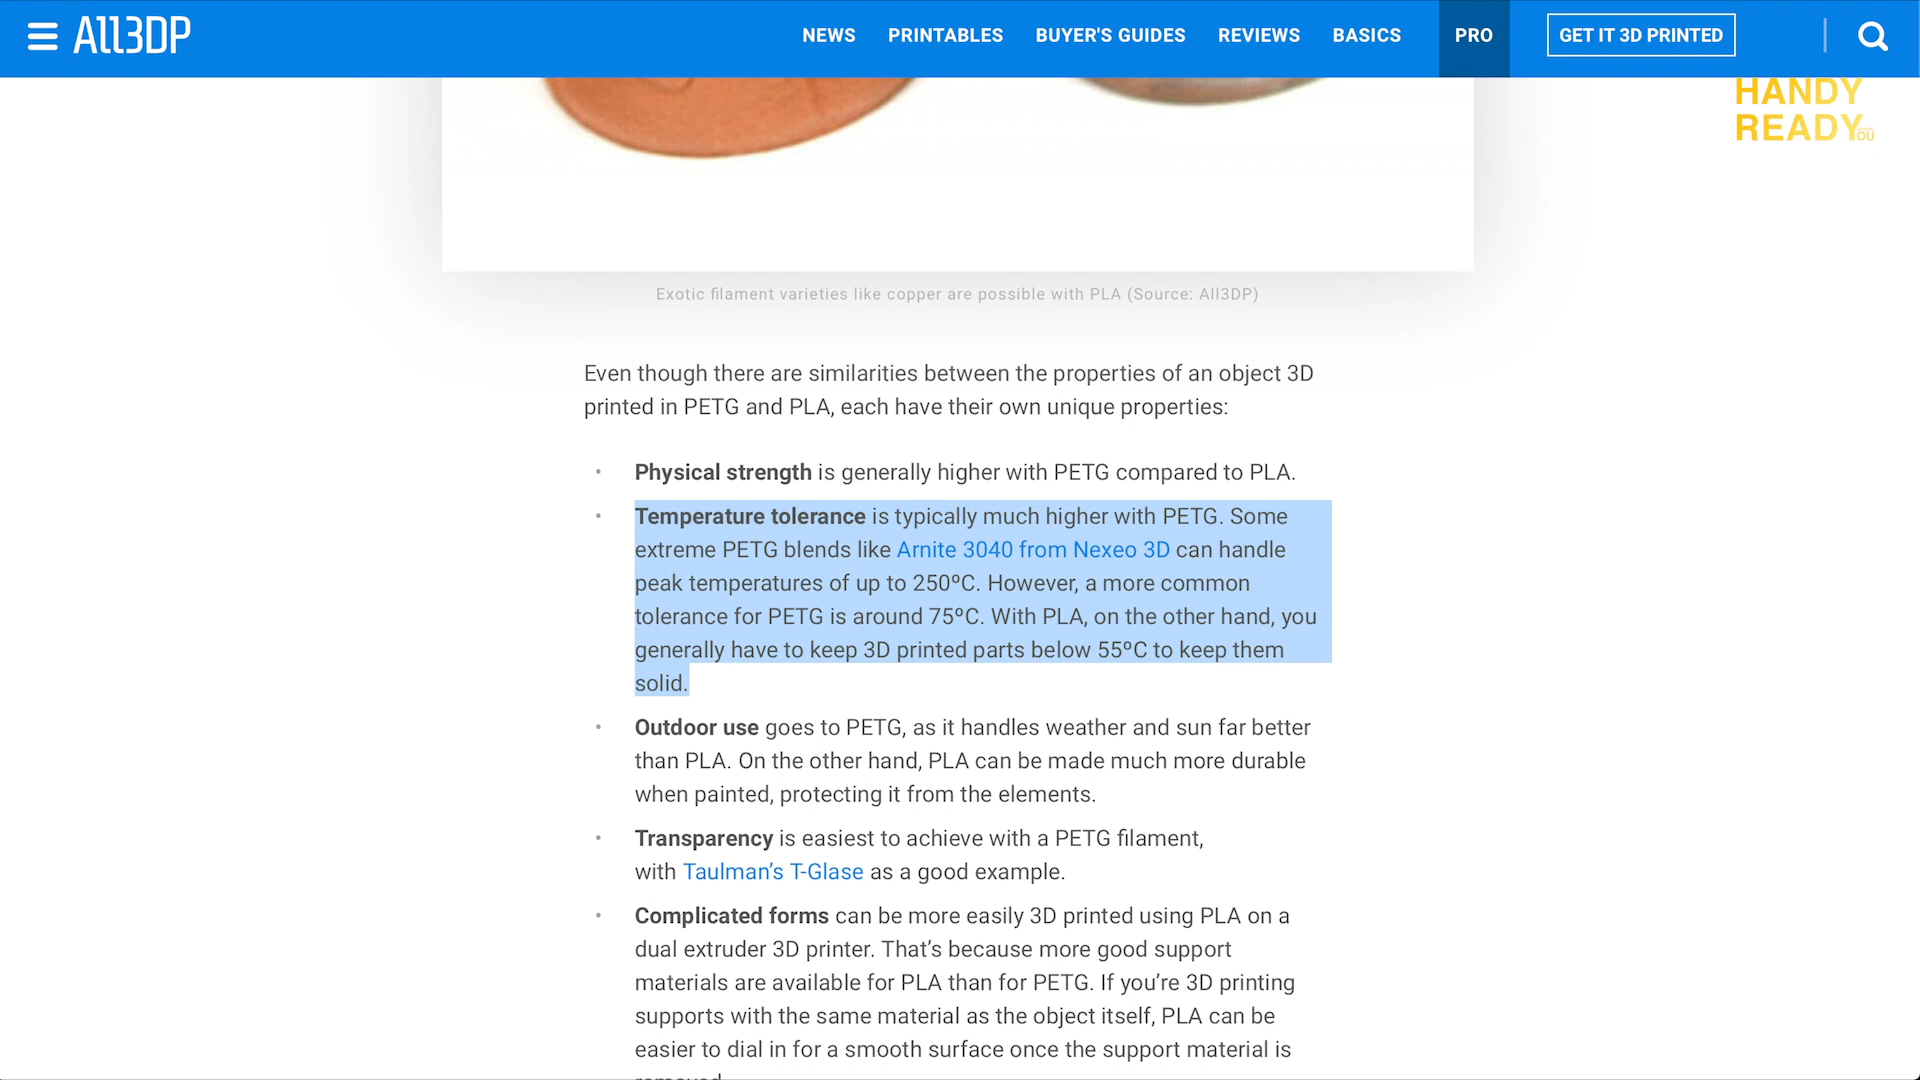 All3DP
NEWS
PRINTABLES
BUYER'S GUIDES
REVIEWS
BASICS
PRO
GET IT 3D PRINTED
HANDY
READY
OU
Exotic filament varieties like copper are possible with PLA (Source: All3DP)
Even though there are similarities between the properties of an object 3D
printed in PETG and PLA, each have their own unique properties:
• Physical strength is generally higher with PETG compared to PLA.
• Temperature tolerance is typically much higher with PETG. Some
extreme PETG blends like Arnite 3040 from Nexeo 3D can handle
peak temperatures of up to 250ºC. However, a more common
tolerance for PETG is around 75ºC. With PLA, on the other hand, you
generally have to keep 3D printed parts below 55ºC to keep them
solid.
• Outdoor use goes to PETG, as it handles weather and sun far better
than PLA. On the other hand, PLA can be made much more durable
when painted, protecting it from the elements.
• Transparency is easiest to achieve with a PETG filament,
with Taulman’s T-Glase as a good example.
• Complicated forms can be more easily 3D printed using PLA on a
dual extruder 3D printer. That’s because more good support
materials are available for PLA than for PETG. If you’re 3D printing
supports with the same material as the object itself, PLA can be
easier to dial in for a smooth surface once the support material is